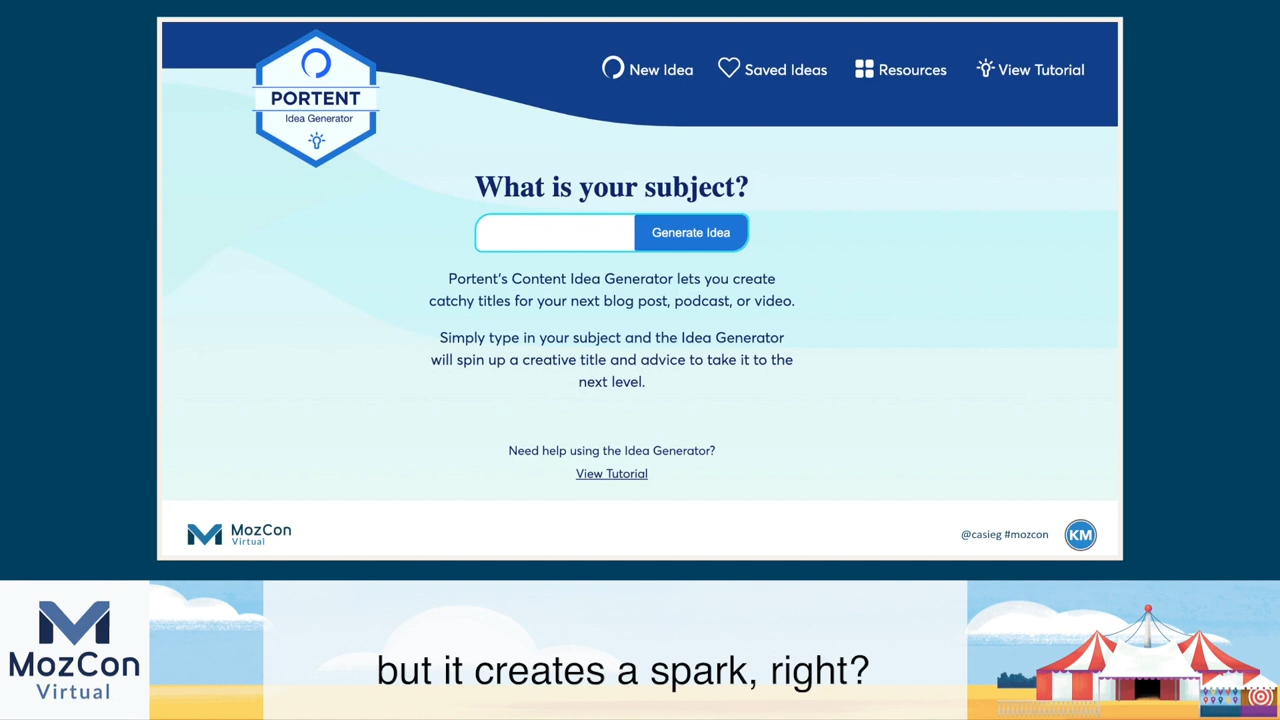 PORTENT
Idea Generator
New Idea
Saved Ideas
Resources
View Tutorial
What is your subject?
Generate Idea
Portent's Content Idea Generator lets you create
catchy titles for your next blog post, podcast, or video.
Simply type in your subject and the Idea Generator
will spin up a creative title and advice to take it to the
next level.
Need help using the Idea Generator?
View Tutorial
MozCon
Virtual
@casieg #mozcon
KM
MozCon
Virtual
but it creates a spark, right?